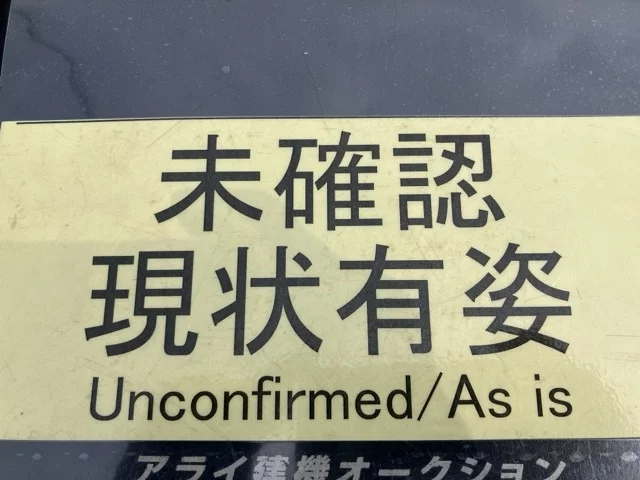 未確認
現状有姿
Unconfirmed/As is
アライ建機オークション